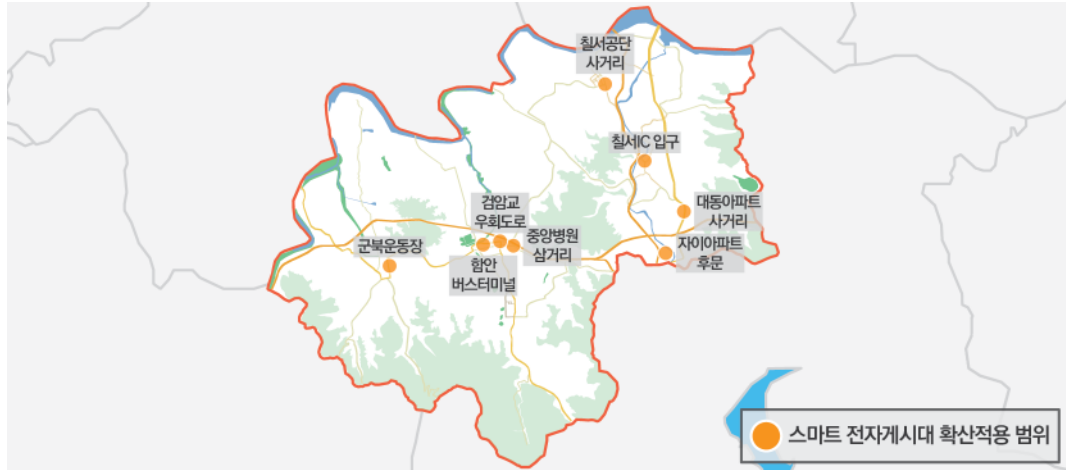 칠서공단
사거리
칠서IC 입구
검암교
우회도로
대동아파트
사거리
군북운동장
중앙병원
삼거리
자이아파트
후문
함안
버스터미널
스마트 전자게시대 확산적용 범위